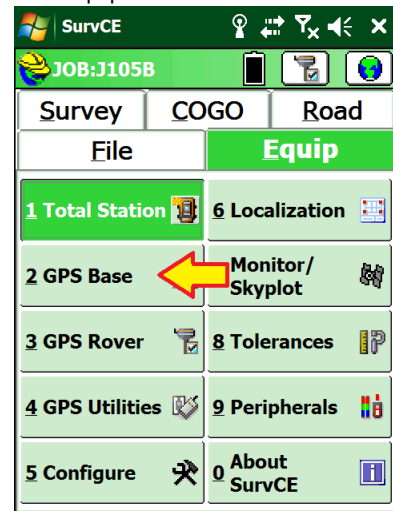 SurvCE
JOB:J105B
Survey COGO Road
File Equip
1 Total Station 6 Localization
2 GPS Base Monitor/
Skyplot
3 GPS Rover 8 Tolerances
4 GPS Utilities 9 Peripherals
5 Configure 0 About
SurvCE